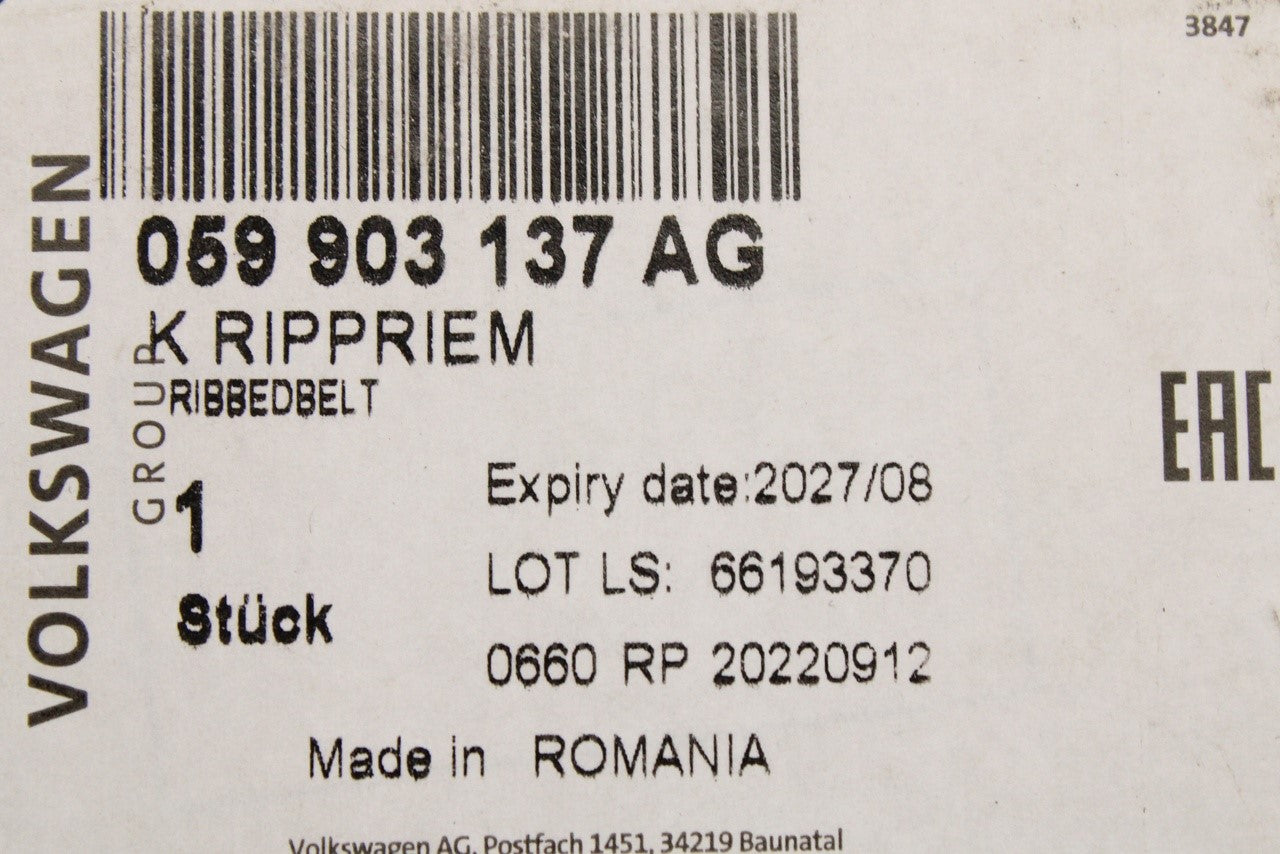 3847
VOLKSWAGEN
GROUP
059 903 137 AG
K RIPPRIEM
RIBBEDBELT
1
Stück
Expiry date:2027/08
LOT LS: 66193370
0660 RP 20220912
Made in ROMANIA
EAC
Volkswagen AG, Postfach 1451, 34219 Baunatal